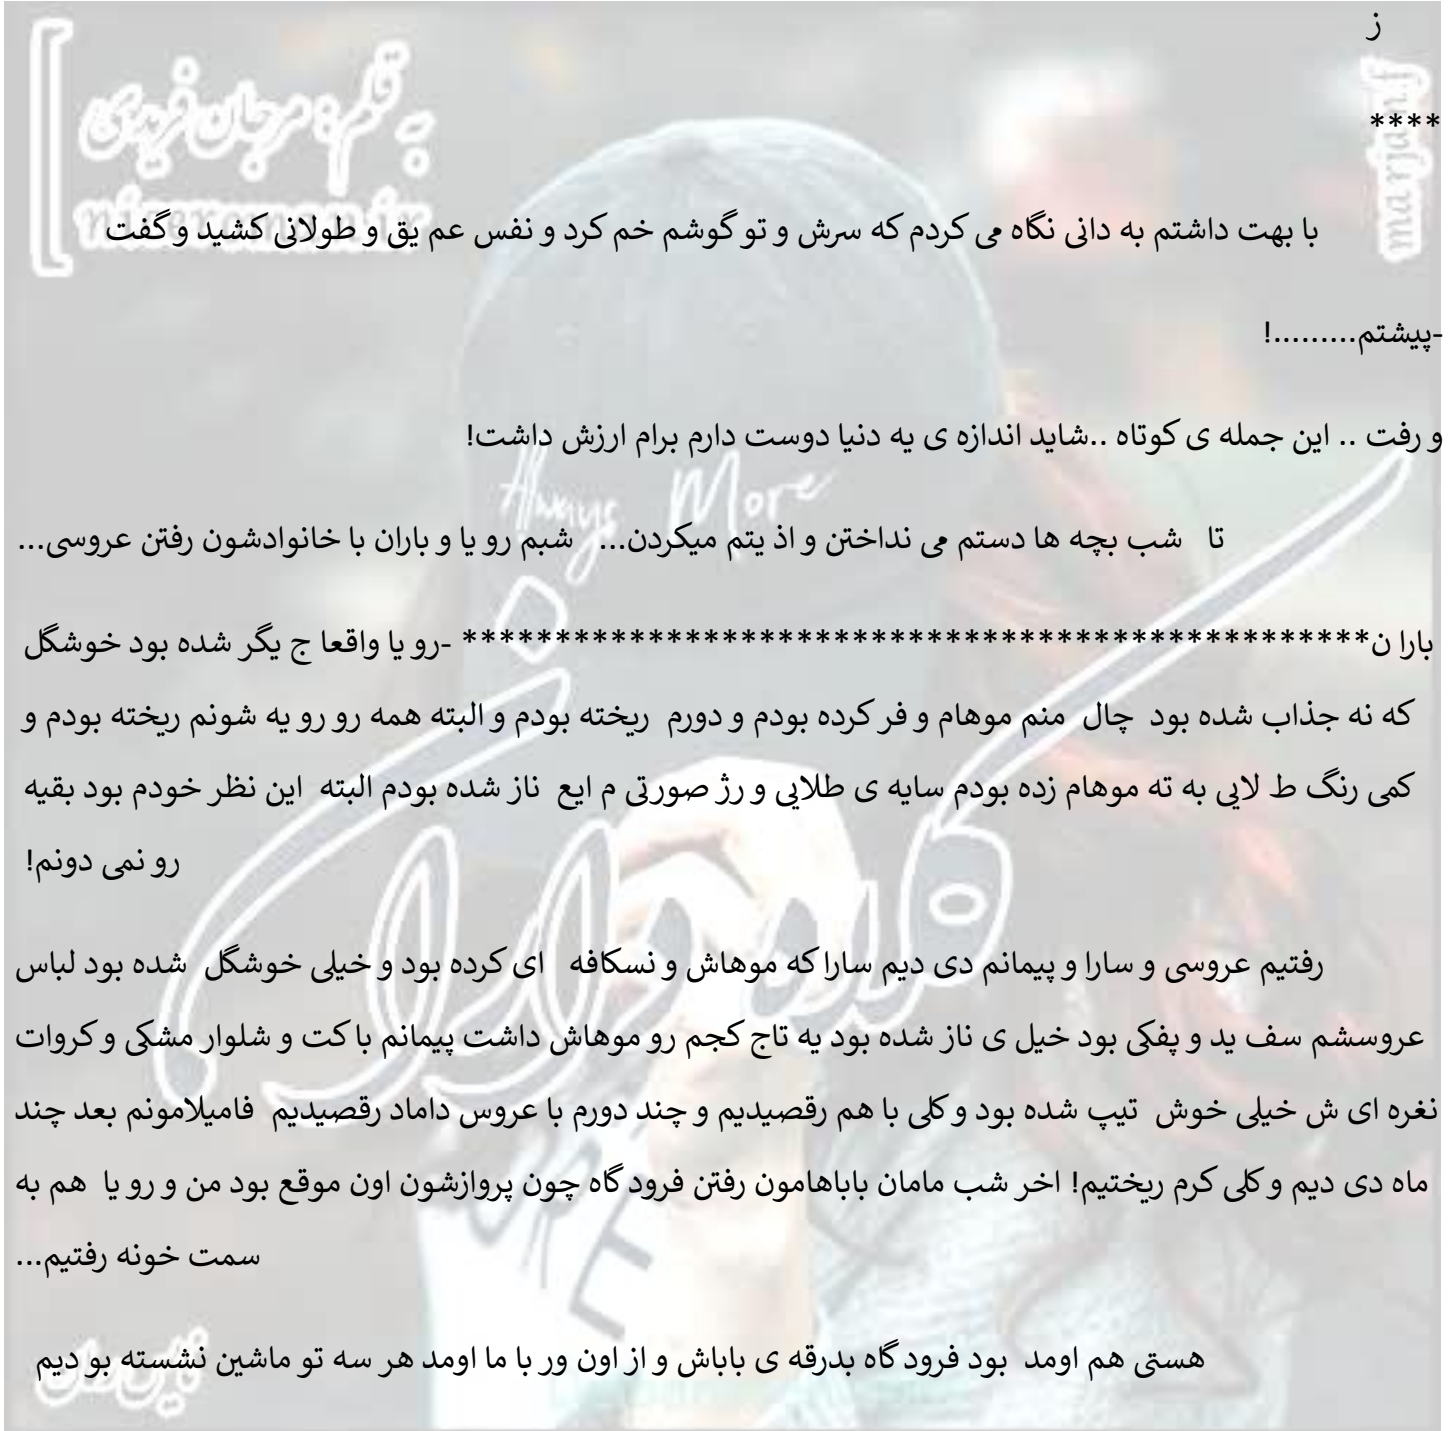 ز
****
با بهت داشتم به دانی نگاه می کردم که سرش و تو گوشم خم کرد و نفس عم یق و طولانی کشید و گفت
-پیشتم.........!
و رفت .. این جمله ی کوتاه ..شاید اندازه ی یه دنیا دوست دارم برام ارزش داشت!
تا شب بچه ها دستم می نداختن و اذ یتم میکردن... شبم رو یا و باران با خانوادشون رفتن عروسی...
بارا ن************************************************** -رو یا واقعا ج یگر شده بود خوشگل
که نه جذاب شده بود چال منم موهام و فر کرده بودم و دورم ریخته بودم و البته همه رو رو یه شونم ریخته بودم و
کمی رنگ ط لایی به ته موهام زده بودم سایه ی طلایی و رژ صورتی م ایع ناز شده بودم البته این نظر خودم بود بقیه
رو نمی دونم!
رفتیم عروسی و سارا و پیمانم دی دیم سارا که موهاش و نسکافه ای کرده بود و خیلی خوشگل شده بود لباس
عروسشم سف ید و پفکی بود خیل ی ناز شده بود یه تاج کجم رو موهاش داشت پیمانم با کت و شلوار مشکی و کروات
نغره ای ش خیلی خوش تیپ شده بود و کلی با هم رقصیدیم و چند دورم با عروس داماد رقصیدیم فامیلامونم بعد چند
ماه دی دیم و کلی کرم ریختیم! اخر شب مامان باباهامون رفتن فرود گاه چون پروازشون اون موقع بود من و رو یا هم به
سمت خونه رفتیم...
هستی هم اومد بود فرود گاه بدرقه ی باباش و از اون ور با ما اومد هر سه تو ماشین نشسته بو دیم
به قلم: مرجان فریدی
marjan.f
Always More